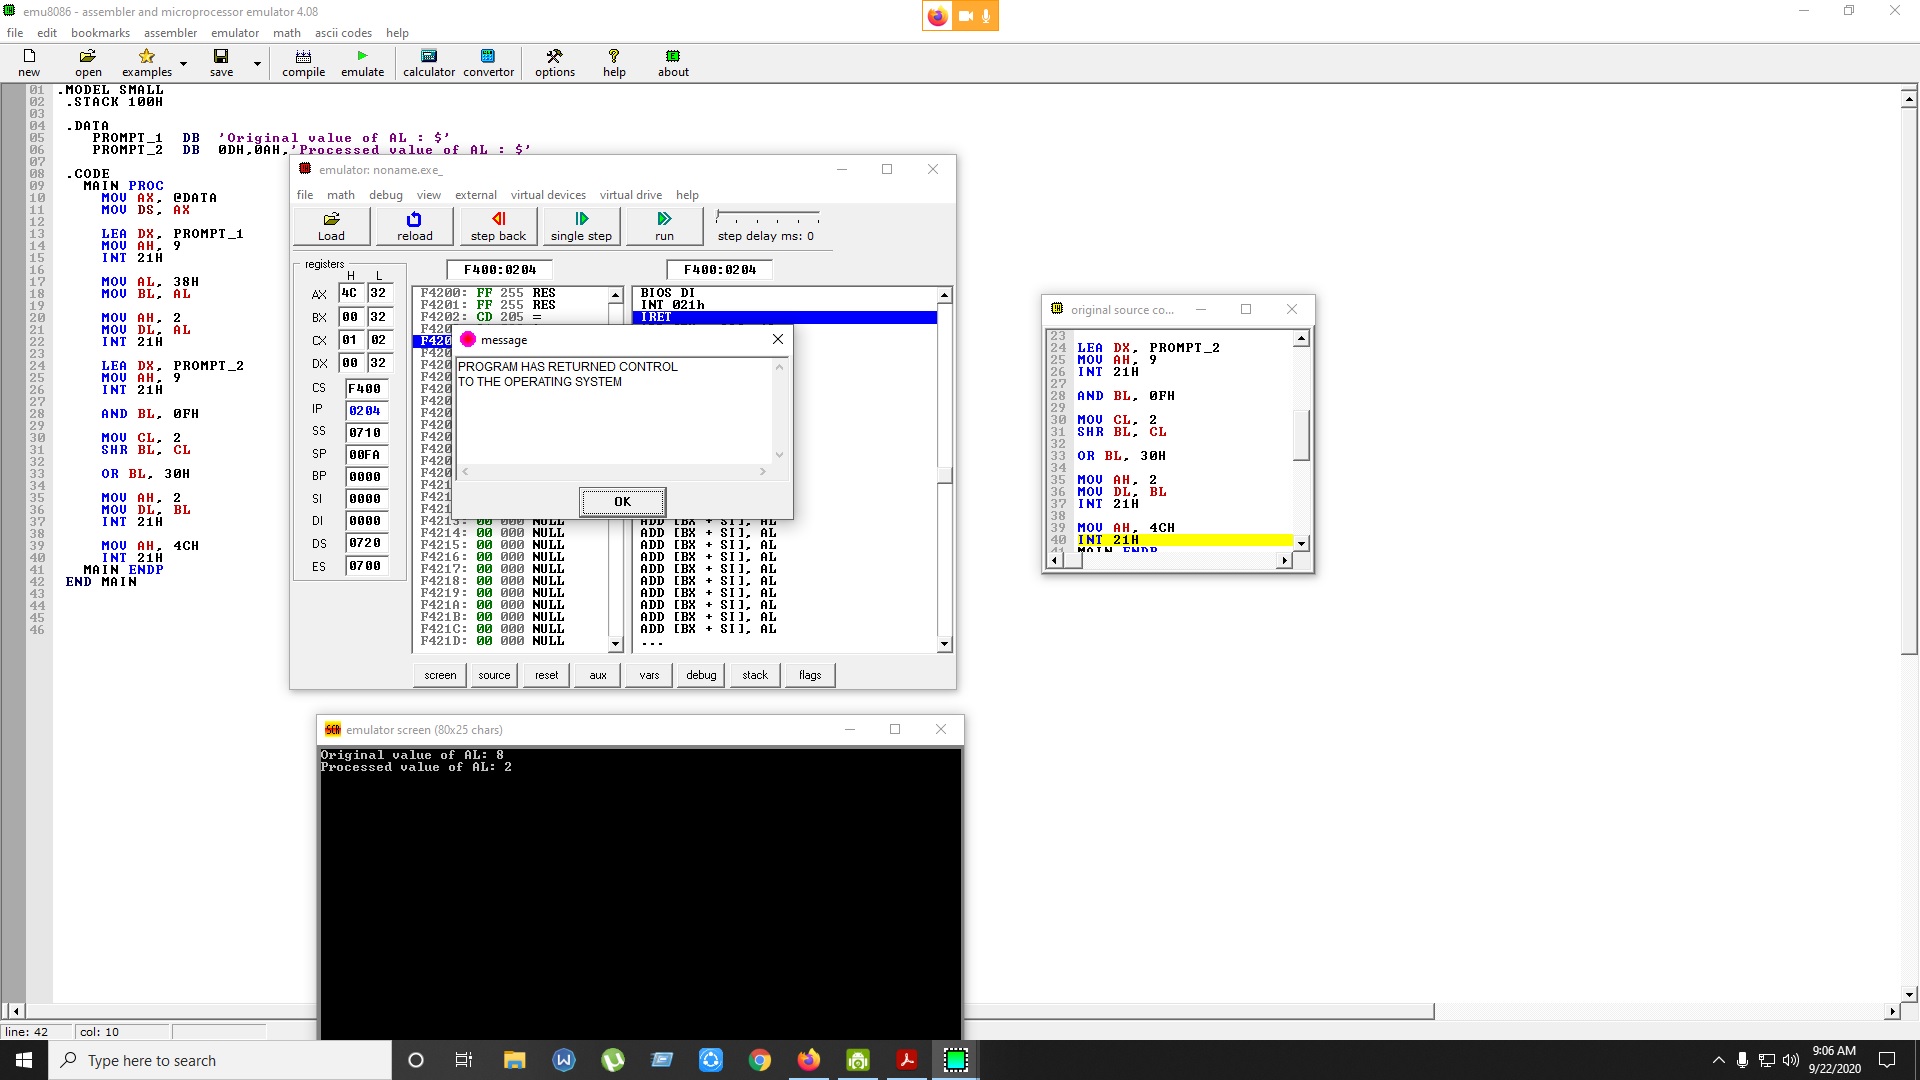 emu8086 - assembler and microprocessor emulator 4.08
file edit bookmarks assembler emulator math ascii codes help
new open examples save compile emulate calculator convertor options help about
01 .MODEL SMALL
02 .STACK 100H
03
04 .DATA
05 PROMPT_1 DB 'Original value of AL : $'
06 PROMPT_2 DB 0DH,0AH,'Processed value of AL : $'
07
08 .CODE
09 MAIN PROC
10 MOV AX, @DATA
11 MOV DS, AX
12
13 LEA DX, PROMPT_1
14 MOV AH, 9
15 INT 21H
16
17 MOV AL, 38H
18 MOV BL, AL
19
20 MOV AH, 2
21 MOV DL, AL
22 INT 21H
23
24 LEA DX, PROMPT_2
25 MOV AH, 9
26 INT 21H
27
28 AND BL, 0FH
29
30 MOV CL, 2
31 SHR BL, CL
32
33 OR BL, 30H
34
35 MOV AH, 2
36 MOV DL, BL
37 INT 21H
38
39 MOV AH, 4CH
40 INT 21H
41 MAIN ENDP
42 END MAIN
43
44
45
46
emulator: noname.exe_
file math debug view external virtual devices virtual drive help
Load reload step back single step run step delay ms: 0
registers
H L
AX 4C 32
BX 00 32
CX 01 02
DX 00 32
CS F400
IP 0204
SS 0710
SP 00FA
BP 0000
SI 0000
DI 0000
DS 0720
ES 0700
F400:0204 F400:0204
F4200: FF 255 RES
F4201: FF 255 RES
F4202: CD 205 =
F4214: 00 000 NULL
F4215: 00 000 NULL
F4216: 00 000 NULL
F4217: 00 000 NULL
F4218: 00 000 NULL
F4219: 00 000 NULL
F421A: 00 000 NULL
F421B: 00 000 NULL
F421C: 00 000 NULL
F421D: 00 000 NULL
BIOS DI
INT 021h
IRET
ADD [BX + SI], AL
ADD [BX + SI], AL
ADD [BX + SI], AL
ADD [BX + SI], AL
ADD [BX + SI], AL
ADD [BX + SI], AL
ADD [BX + SI], AL
ADD [BX + SI], AL
ADD [BX + SI], AL
ADD [BX + SI], AL
...
screen source reset aux vars debug stack flags
message
PROGRAM HAS RETURNED CONTROL
TO THE OPERATING SYSTEM
OK
original source co...
23
24 LEA DX, PROMPT_2
25 MOV AH, 9
26 INT 21H
27
28 AND BL, 0FH
29
30 MOV CL, 2
31 SHR BL, CL
32
33 OR BL, 30H
34
35 MOV AH, 2
36 MOV DL, BL
37 INT 21H
38
39 MOV AH, 4CH
40 INT 21H
41 MAIN ENDP
emulator screen (80x25 chars)
Original value of AL: 8
Processed value of AL: 2
line: 42 col: 10
Type here to search
9:06 AM
9/22/2020